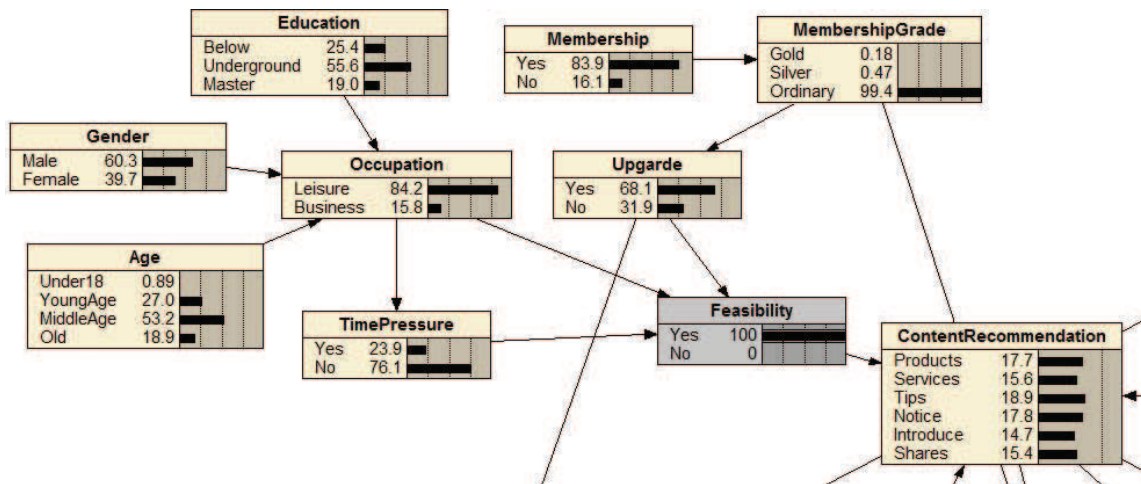 Education
Below 25.4
Underground 55.6
Master 19.0
Membership
Yes 83.9
No 16.1
MembershipGrade
Gold 0.18
Silver 0.47
Ordinary 99.4
Gender
Male 60.3
Female 39.7
Occupation
Leisure 84.2
Business 15.8
Upgarde
Yes 68.1
No 31.9
Age
Under18 0.89
YoungAge 27.0
MiddleAge 53.2
Old 18.9
TimePressure
Yes 23.9
No 76.1
Feasibility
Yes 100
No 0
ContentRecommendation
Products 17.7
Services 15.6
Tips 18.9
Notice 17.8
Introduce 14.7
Shares 15.4